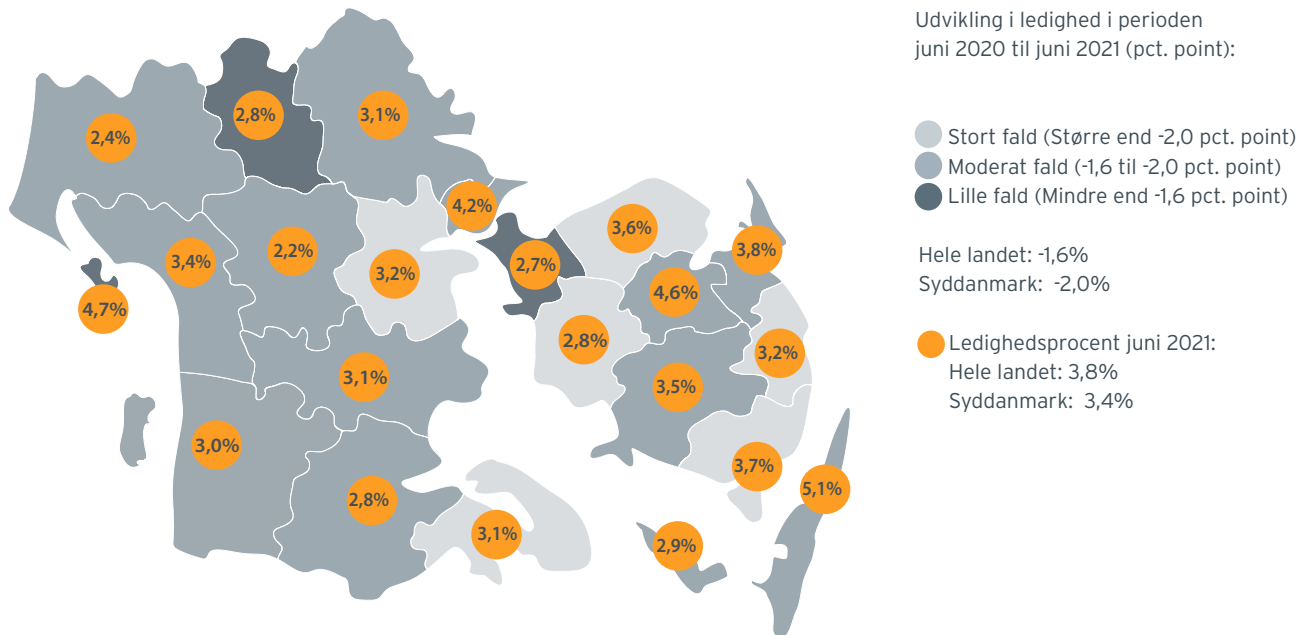 Udvikling i ledighed i perioden
juni 2020 til juni 2021 (pct. point):
Stort fald (Større end -2,0 pct. point)
Moderat fald (-1,6 til -2,0 pct. point)
Lille fald (Mindre end -1,6 pct. point)
Hele landet: -1,6%
Syddanmark: -2,0%
Ledighedsprocent juni 2021:
Hele landet: 3,8%
Syddanmark: 3,4%
2,4%
2,8%
3,1%
4,2%
3,4%
2,2%
3,2%
4,7%
2,7%
3,6%
3,8%
4,6%
2,8%
3,2%
3,1%
3,5%
3,0%
3,7%
2,8%
5,1%
3,1%
2,9%